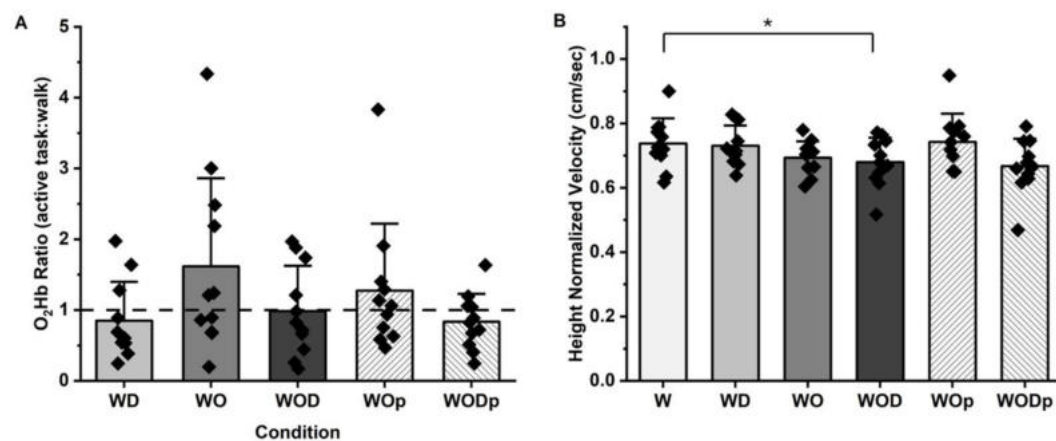 A
O₂Hb Ratio (active task:walk)
5
4
3
2
1
0
WD WO WOD WOp WODp
Condition
B
*
Height Normalized Velocity (cm/sec)
1.0
0.8
0.6
0.4
0.2
0.0
W WD WO WOD WOp WODp